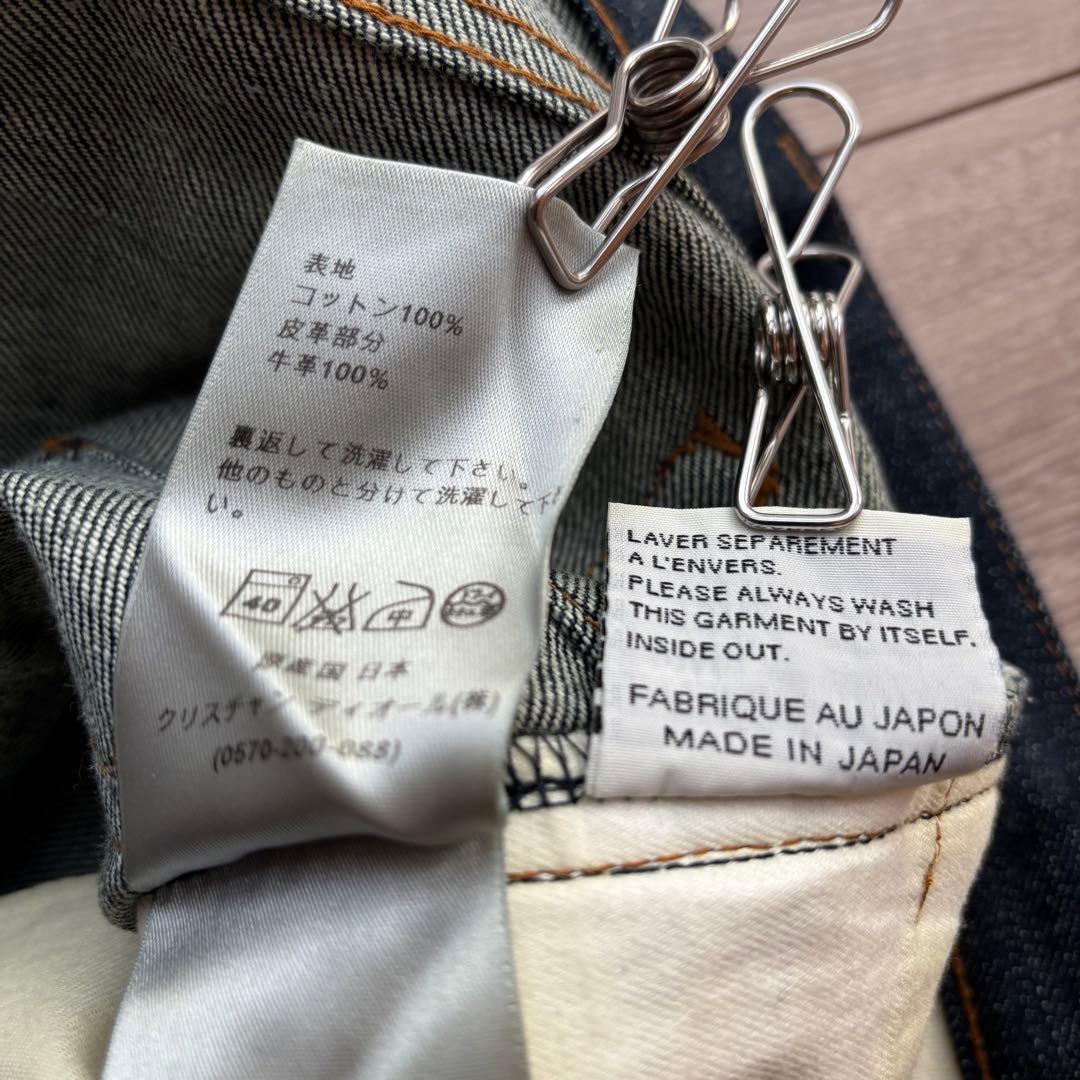 表地
コットン100%
皮革部分
牛革100%
裏返して洗濯して下さい。
他のものと分けて洗濯して下
い。
40
中
原産国 日本
クリスチャン ディオール(株)
LAVER SEPAREMENT
A L'ENVERS.
PLEASE ALWAYS WASH
THIS GARMENT BY ITSELF.
INSIDE OUT.
FABRIQUE AU JAPON
MADE IN JAPAN